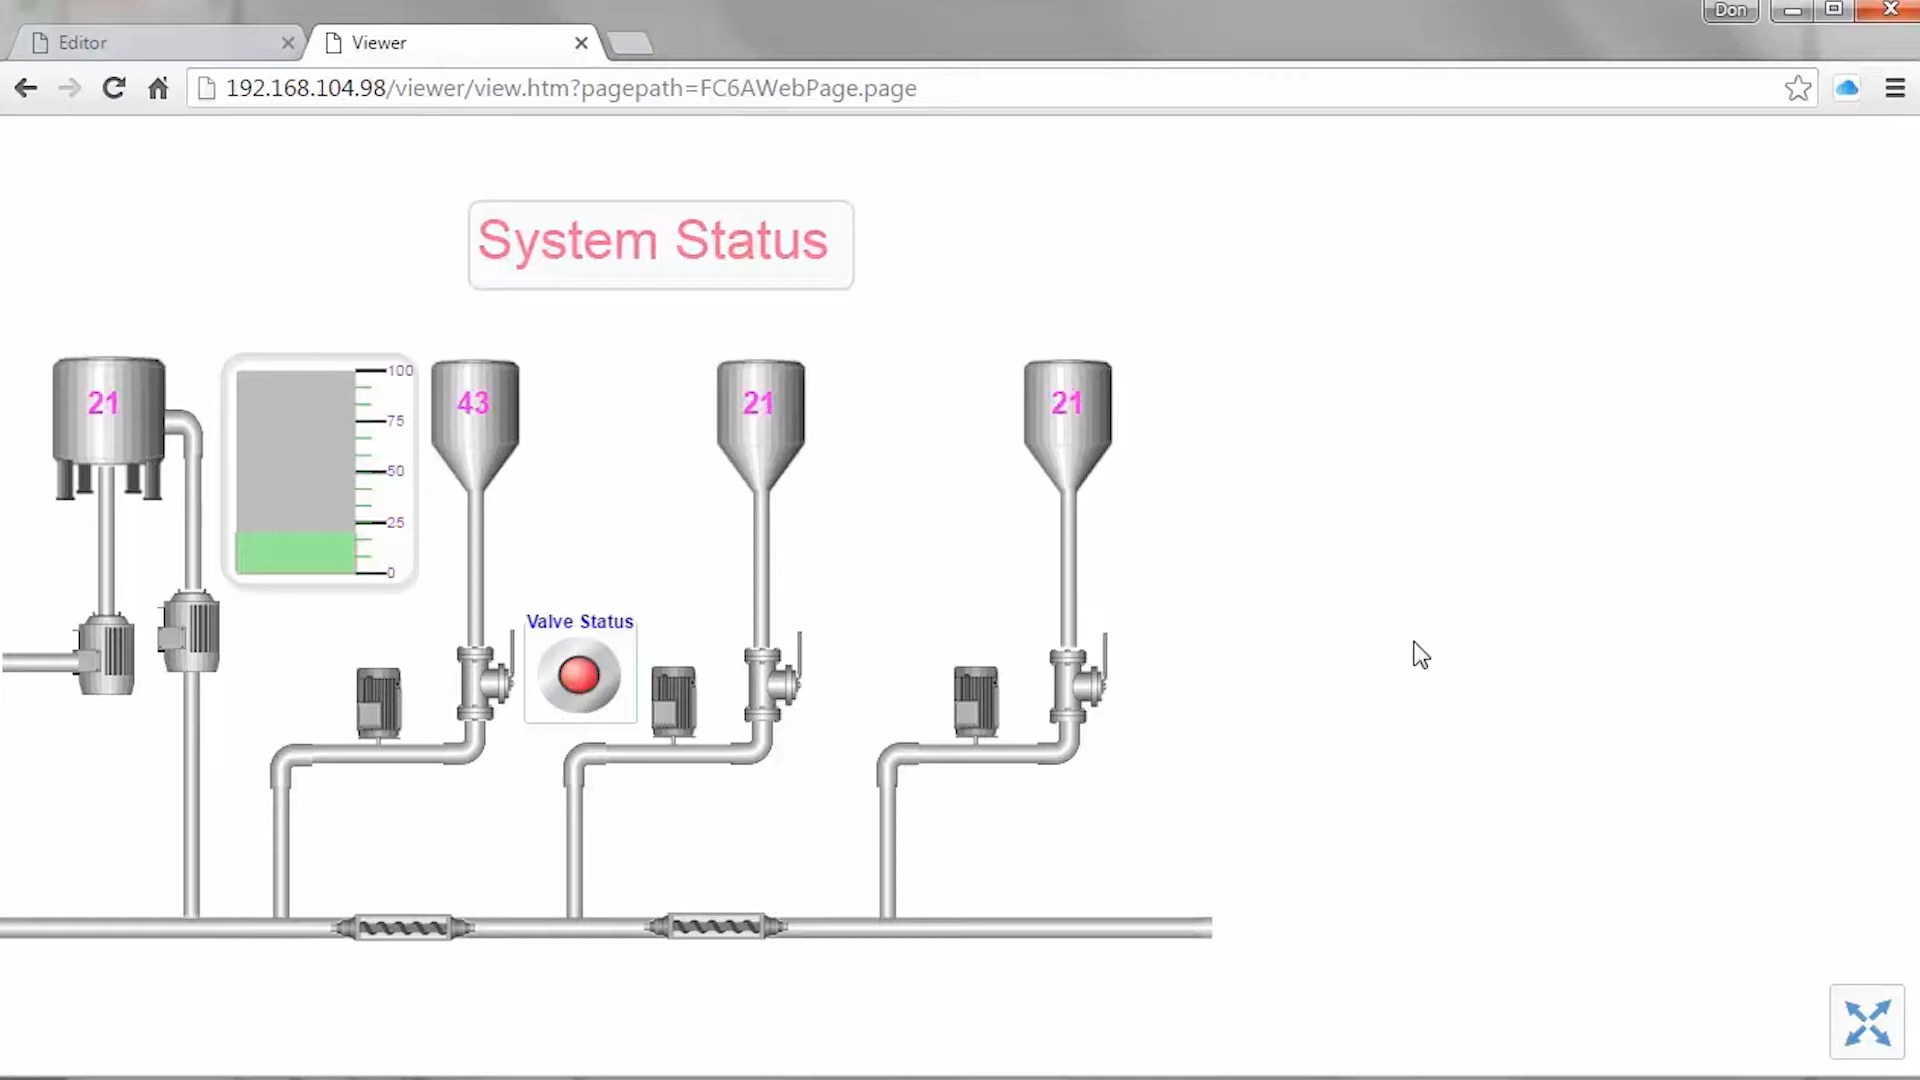 Don
Editor
Viewer
192.168.104.98/viewer/view.htm?pagepath=FC6AWebPage.page
System Status
21
100
75
50
25
0
43
21
21
Valve Status